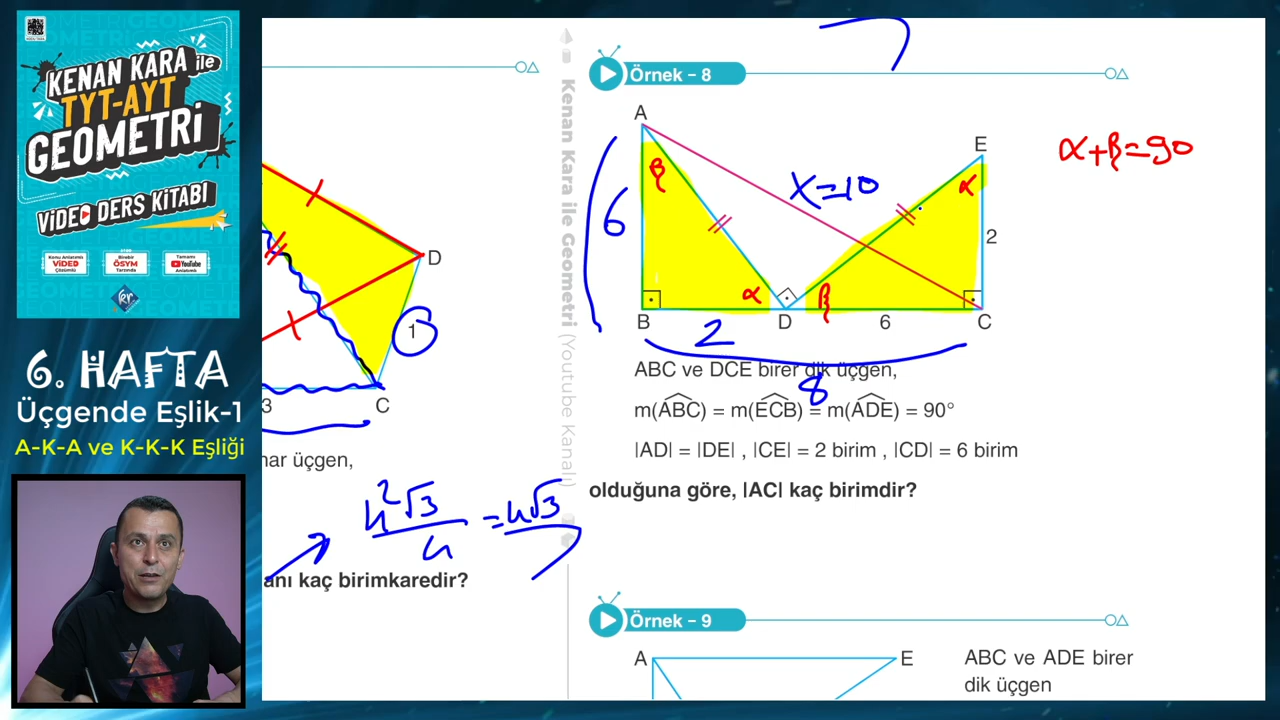 KENAN KARA ile
TYT-AYT
GEOMETRİ
VİDEO DERS KİTABI
6. HAFTA
Üçgende Eşlik-1
A-K-A ve K-K-K Eşliği
D
1
3
C
nar üçgen,
4²√3
4
=4√3
anı kaç birimkaredir?
Kenan Kara ile Geometri (Youtube Kanalı)
Örnek - 8
A
E
α+β=90
β
x=10
α
6
2
α
β
B
D
6
C
2
8
ABC ve DCE birer dik üçgen,
m(ABC) = m(ECB) = m(ADE) = 90°
|AD| = |DE| , |CE| = 2 birim , |CD| = 6 birim
olduğuna göre, |AC| kaç birimdir?
Örnek - 9
A
E
ABC ve ADE birer
dik üçgen